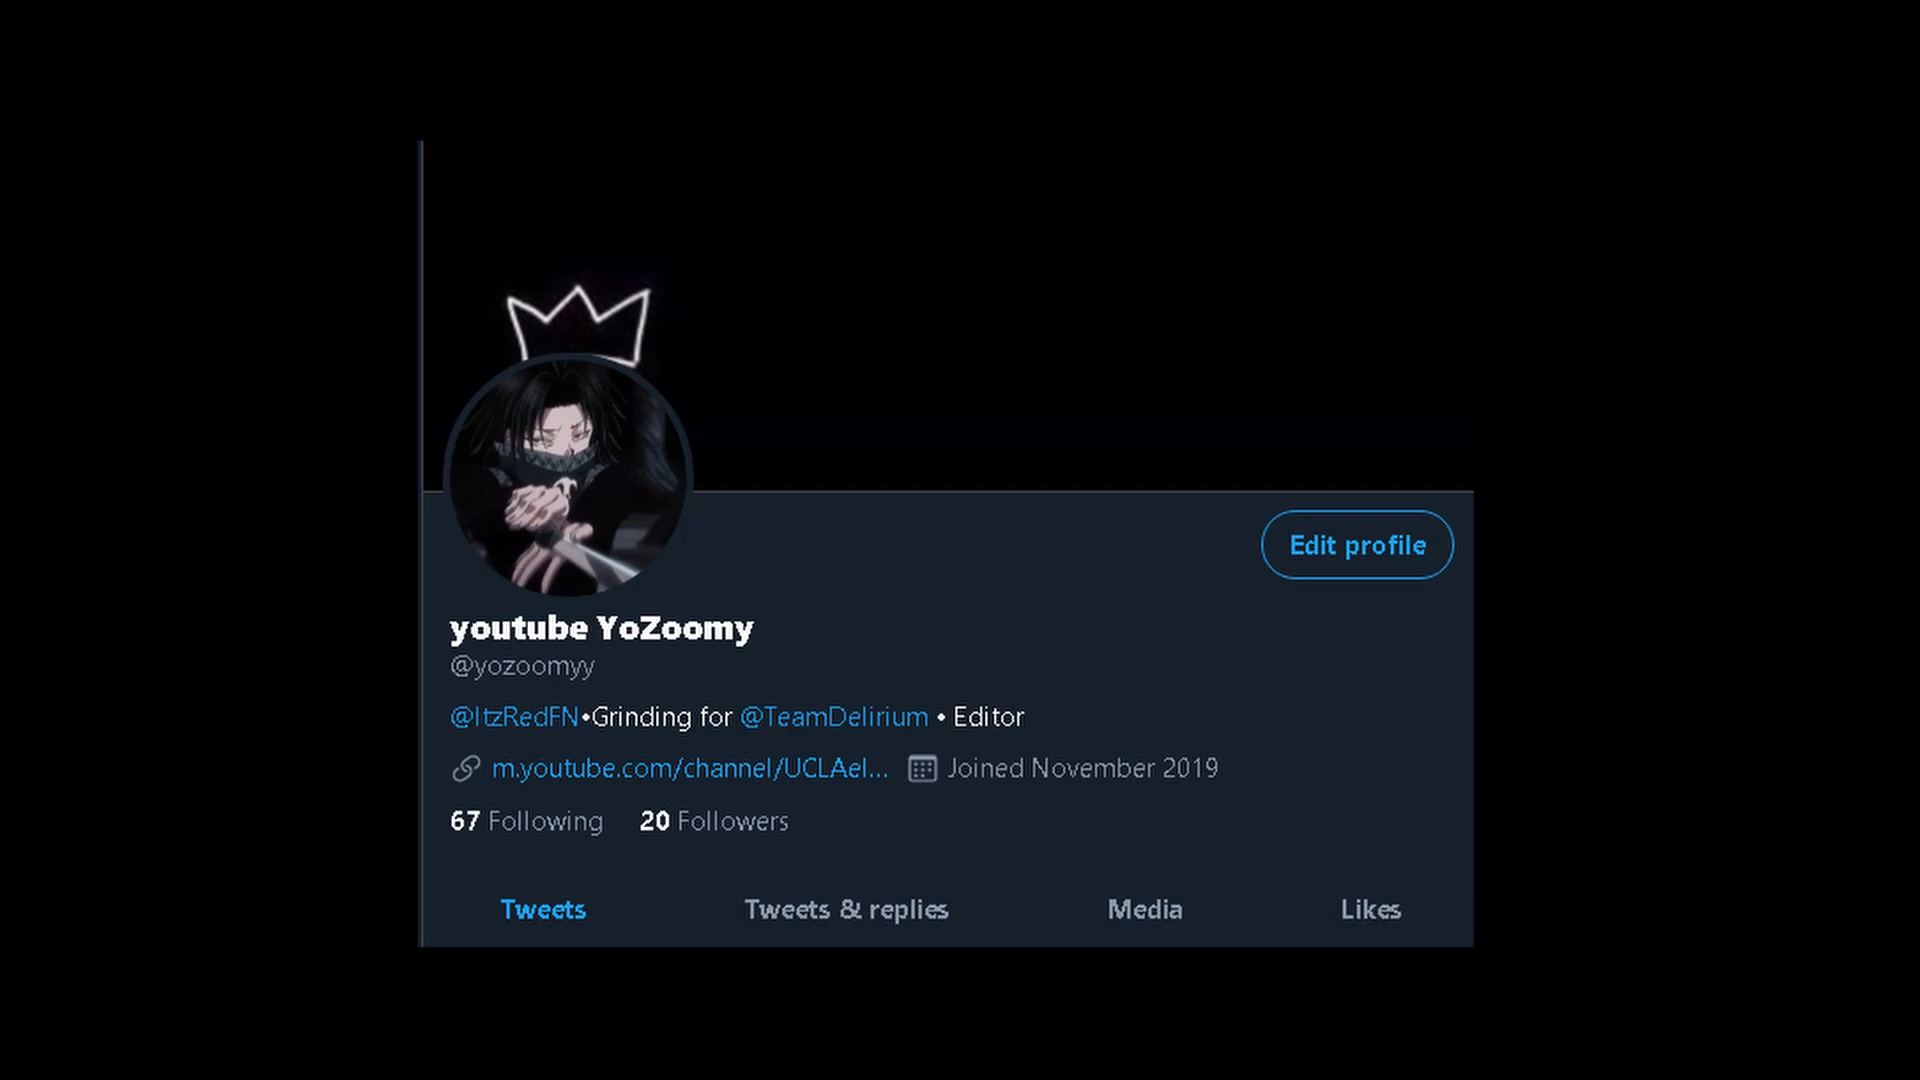 Edit profile
youtube YoZoomy
@yozoomyy
@ItzRedFN•Grinding for @TeamDelirium • Editor
m.youtube.com/channel/UCLAel... Joined November 2019
67 Following 20 Followers
Tweets Tweets & replies Media Likes